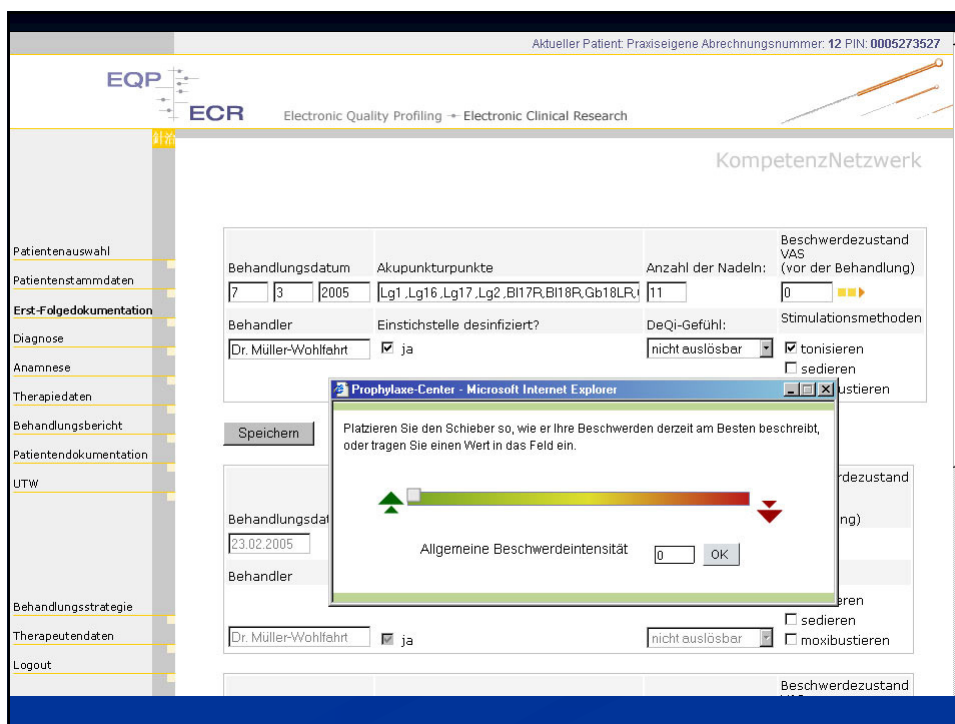 Aktueller Patient: Praxiseigene Abrechnungsnummer: 12 PIN: 0005273527
EQP
ECR
Electronic Quality Profiling Electronic Clinical Research
KompetenzNetzwerk
Patientenauswahl
Patientenstammdaten
Erst-Folgedokumentation
Diagnose
Anamnese
Therapiedaten
Behandlungsbericht
Patientendokumentation
UTW
Behandlungsstrategie
Therapeutendaten
Logout
Beschwerdezustand
VAS
Behandlungsdatum Akupunkturpunkte Anzahl der Nadeln: (vor der Behandlung)
7 3 2005 Lg1,Lg16,Lg17,Lg2,Bl17R,Bl18R,Gb18LR, 11 0
Behandler Einstichstelle desinfiziert? DeQi-Gefühl: Stimulationsmethoden
Dr. Müller-Wohlfahrt ja nicht auslösbar tonisieren
sedieren
ustieren
Speichern
Prophylaxe-Center - Microsoft Internet Explorer
Platzieren Sie den Schieber so, wie er Ihre Beschwerden derzeit am Besten beschreibt,
oder tragen Sie einen Wert in das Feld ein.
Allgemeine Beschwerdeintensität 0 OK
rdezustand
Behandlungsdat ng)
23.02.2005
Behandler
eren
sedieren
Dr. Müller-Wohlfahrt ja nicht auslösbar moxibustieren
Beschwerdezustand